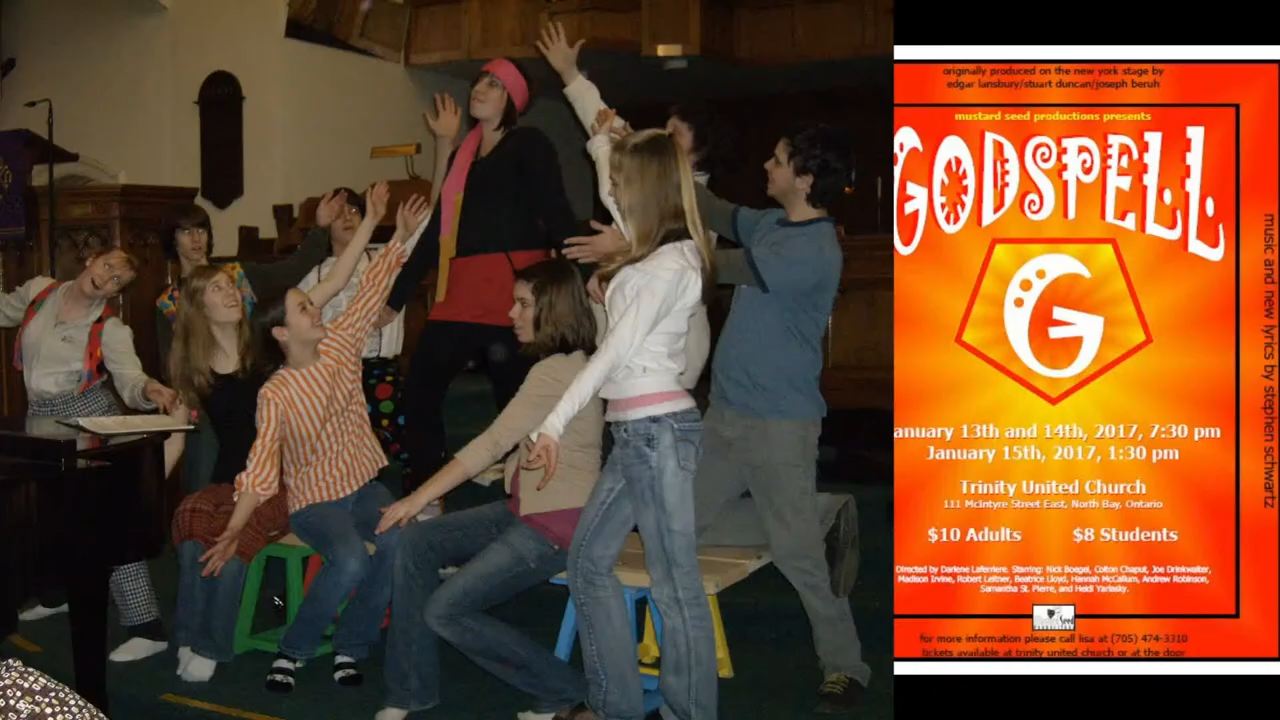 originally produced on the new york stage by
edgar lansbury/stuart duncan/joseph beruh
mustard seed productions presents
GODSPELL
G
anuary 13th and 14th, 2017, 7:30 pm
January 15th, 2017, 1:30 pm
Trinity United Church
111 McIntyre Street East, North Bay, Ontario
$10 Adults $8 Students
Directed by Darlene Laferriere. Starring: Nick Boegel, Colton Chaput, Joe Drinkwalter,
Madison Irvine, Robert Leitner, Beatrice Lloyd, Hannah McCallum, Andrew Robinson,
Samantha St. Pierre, and Heidi Yarlasky.
for more information please call lisa at (705) 474-3310
tickets available at trinity united church or at the door
music and new lyrics by stephen schwartz